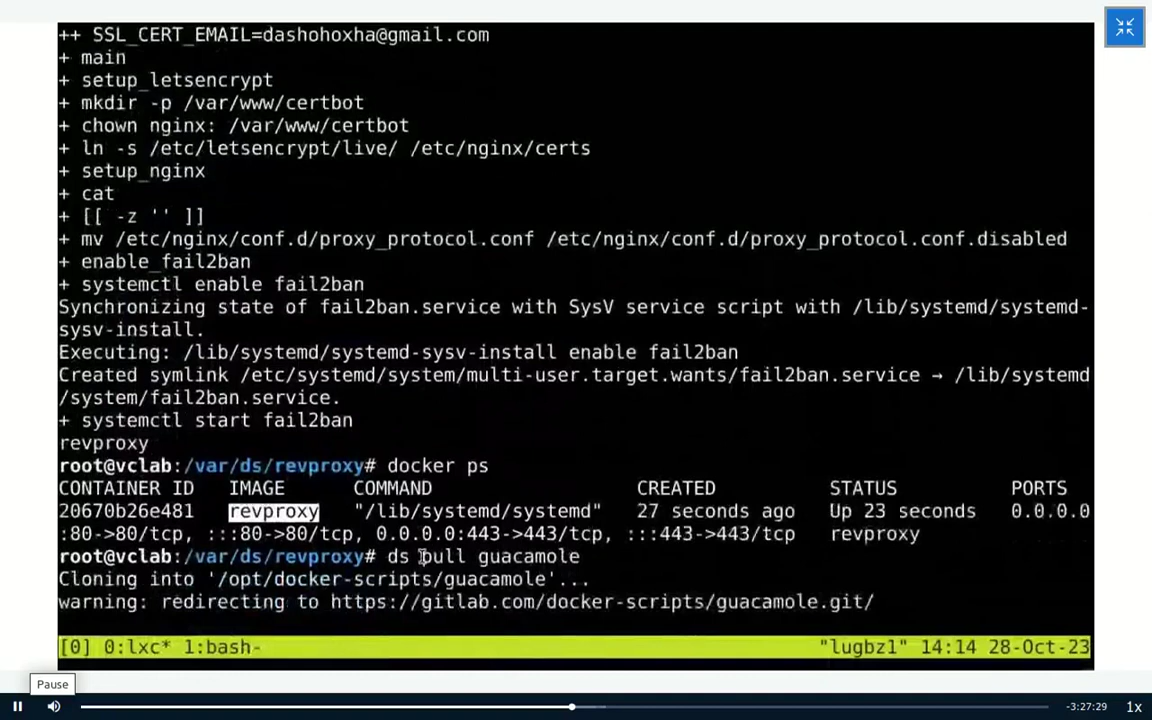 ++ SSL_CERT_EMAIL=dashohoxha@gmail.com
+ main
+ setup_letsencrypt
+ mkdir -p /var/www/certbot
+ chown nginx: /var/www/certbot
+ ln -s /etc/letsencrypt/live/ /etc/nginx/certs
+ setup_nginx
+ cat
+ [[ -z '' ]]
+ mv /etc/nginx/conf.d/proxy_protocol.conf /etc/nginx/conf.d/proxy_protocol.conf.disabled
+ enable_fail2ban
+ systemctl enable fail2ban
Synchronizing state of fail2ban.service with SysV service script with /lib/systemd/systemd-
sysv-install.
Executing: /lib/systemd/systemd-sysv-install enable fail2ban
Created symlink /etc/systemd/system/multi-user.target.wants/fail2ban.service → /lib/systemd
/system/fail2ban.service.
+ systemctl start fail2ban
revproxy
root@vclab:/var/ds/revproxy# docker ps
CONTAINER ID   IMAGE      COMMAND                  CREATED          STATUS          PORTS
20670b26e481   revproxy   "/lib/systemd/systemd"   27 seconds ago   Up 23 seconds   0.0.0.0
:80->80/tcp, :::80->80/tcp, 0.0.0.0:443->443/tcp, :::443->443/tcp   revproxy
root@vclab:/var/ds/revproxy# ds pull guacamole
Cloning into '/opt/docker-scripts/guacamole'...
warning: redirecting to https://gitlab.com/docker-scripts/guacamole.git/
[0] 0:lxc* 1:bash- "lugbz1" 14:14 28-Oct-23
Pause
-3:27:29 1x